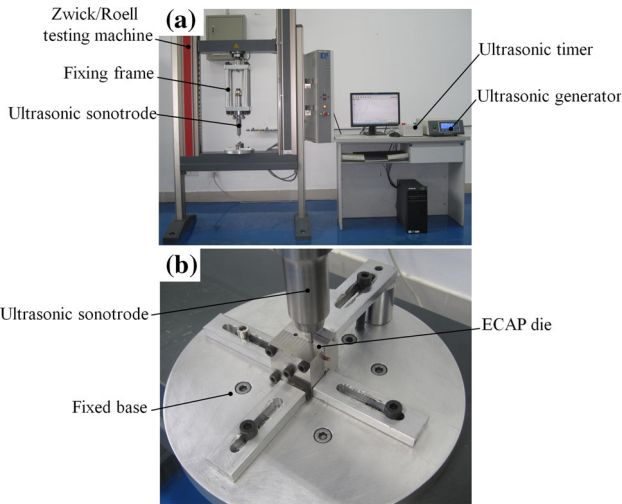 (a)
Zwick/Roell
testing machine
Fixing frame
Ultrasonic sonotrode
Ultrasonic timer
Ultrasonic generator
(b)
Ultrasonic sonotrode
ECAP die
Fixed base